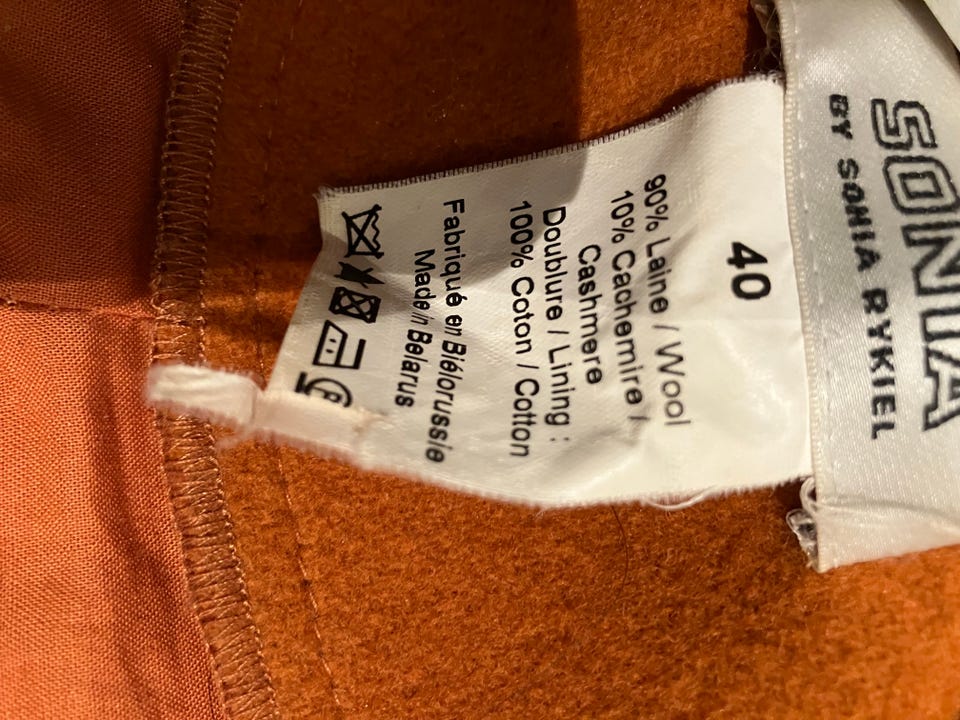 SONIA
BY SONIA RYKIEL
40
90% Laine / Wool
10% Cachemire /
Cashmere
Doublure / Lining :
100% Coton / Cotton
Fabriqué en Biélorussie
Made in Belarus
P